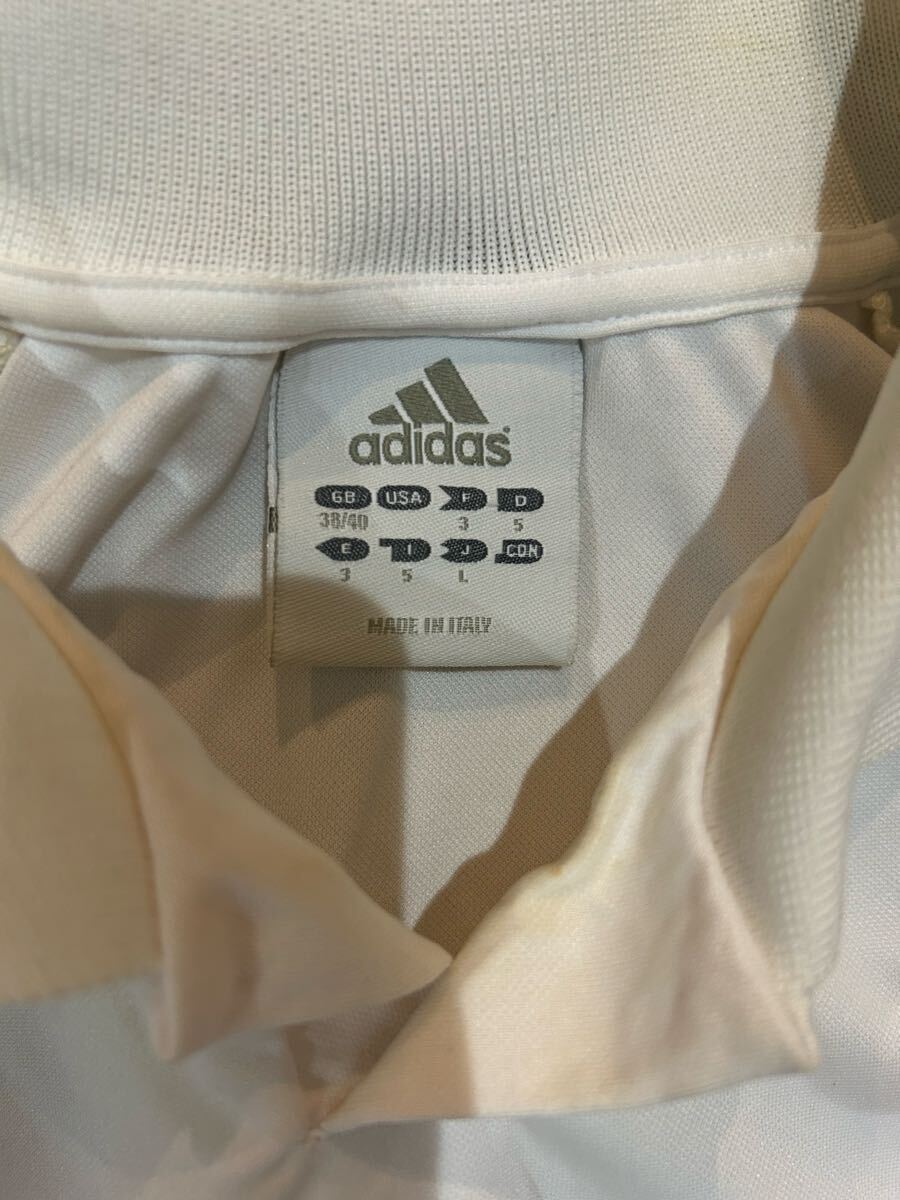 adidas
GB USA F D
38/40 3 5
E I J CDN
3 5 L
MADE IN ITALY